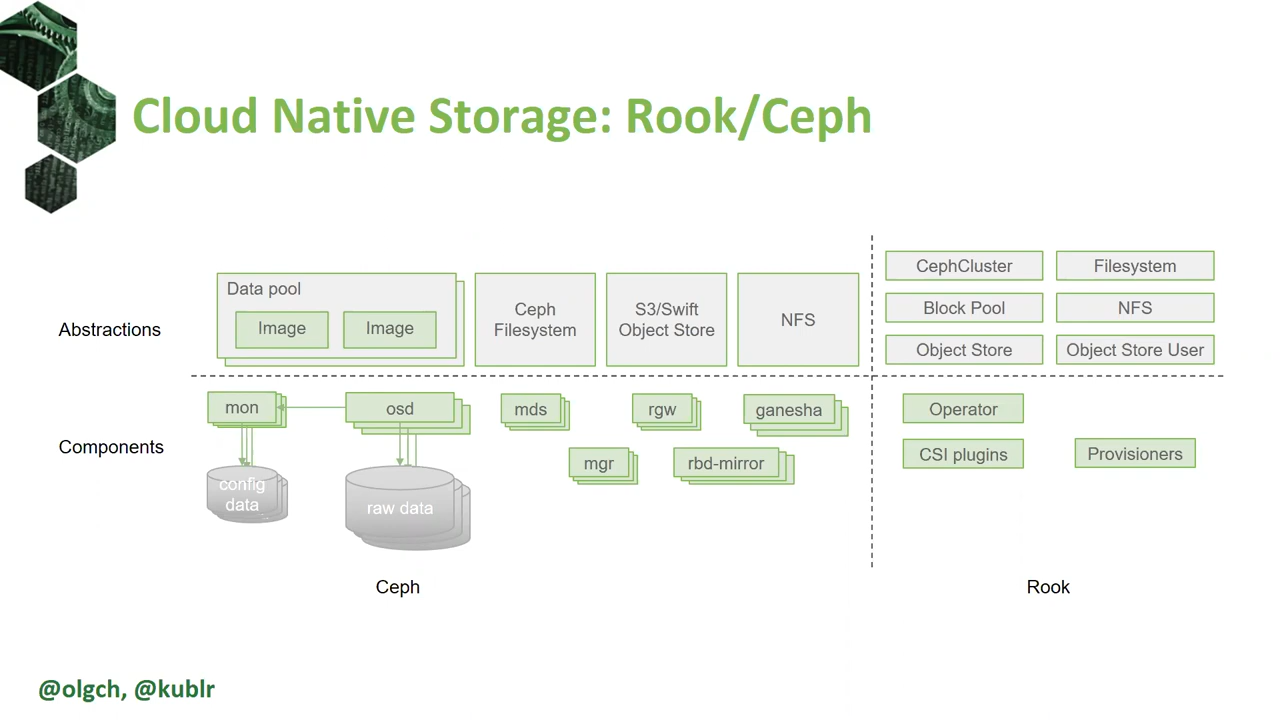 Cloud Native Storage: Rook/Ceph
Abstractions
Data pool
Image
Image
Ceph
Filesystem
S3/Swift
Object Store
NFS
CephCluster
Filesystem
Block Pool
NFS
Object Store
Object Store User
Components
mon
osd
mds
rgw
ganesha
mgr
rbd-mirror
config
data
raw data
Operator
CSI plugins
Provisioners
Ceph
Rook
@olgch, @kublr